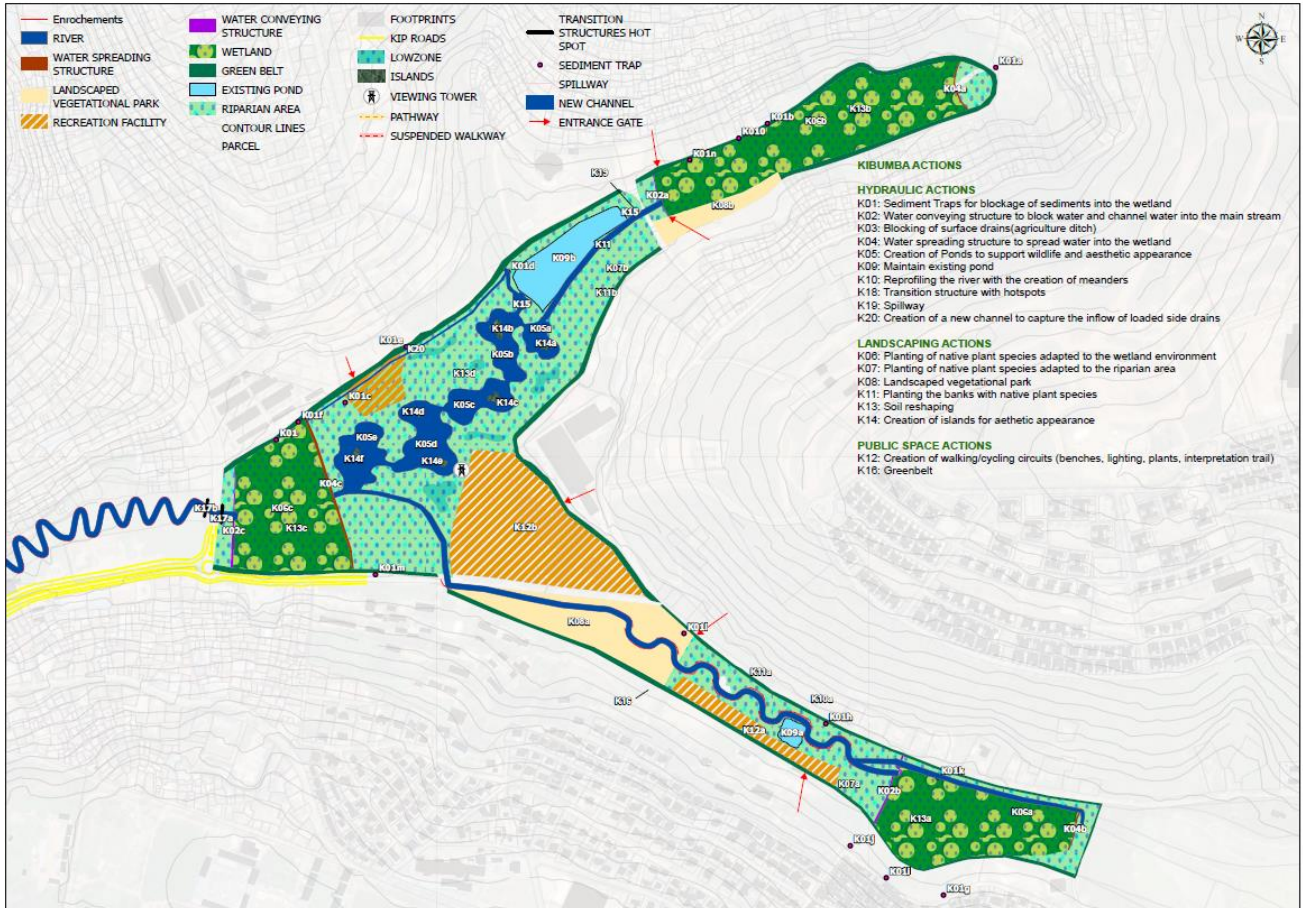 Enrochements
RIVER
WATER SPREADING
STRUCTURE
LANDSCAPED
VEGETATIONAL PARK
RECREATION FACILITY
WATER CONVEYING
STRUCTURE
WETLAND
GREEN BELT
EXISTING POND
RIPARIAN AREA
CONTOUR LINES
PARCEL
FOOTPRINTS
KIP ROADS
LOWZONE
ISLANDS
VIEWING TOWER
PATHWAY
SUSPENDED WALKWAY
TRANSITION
STRUCTURES HOT
SPOT
SEDIMENT TRAP
SPILLWAY
NEW CHANNEL
ENTRANCE GATE
N
W
E
S
KIBUMBA ACTIONS
HYDRAULIC ACTIONS
K01: Sediment Traps for blockage of sediments into the wetland
K02: Water conveying structure to block water and channel water into the main stream
K03: Blocking of surface drains(agriculture ditch)
K04: Water spreading structure to spread water into the wetland
K05: Creation of Ponds to support wildlife and aesthetic appearance
K09: Maintain existing pond
K10: Reprofiling the river with the creation of meanders
K18: Transition structure with hotspots
K19: Spillway
K20: Creation of a new channel to capture the inflow of loaded side drains
LANDSCAPING ACTIONS
K06: Planting of native plant species adapted to the wetland environment
K07: Planting of native plant species adapted to the riparian area
K08: Landscaped vegetational park
K11: Planting the banks with native plant species
K13: Soil reshaping
K14: Creation of islands for aethetic appearance
PUBLIC SPACE ACTIONS
K12: Creation of walking/cycling circuits (benches, lighting, plants, interpretation trail)
K16: Greenbelt
K01a
K04a
K13b
K06b
K01b
K010
K01n
K19
K02a
K08b
K15
K11
K09b
K01d
K07b
K11b
K15
K14b
K05a
K14a
K01e
K20
K05b
K13d
K01c
K05c
K14c
K14d
K01f
K01
K05e
K05d
K14f
K14e
K04c
K06c
K17b
K17a
K02c
K13c
K12b
K01m
K08a
K01i
K11a
K16
K10a
K01h
K12a
K09a
K01k
K07a
K02b
K13a
K06a
K04b
K01j
K01l
K01g